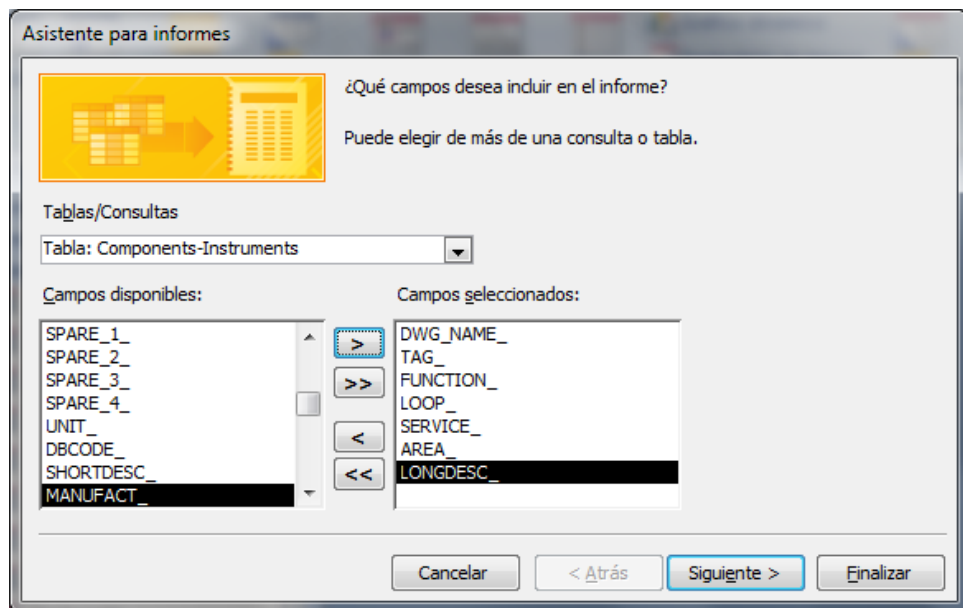 Asistente para informes
¿Qué campos desea incluir en el informe?
Puede elegir de más de una consulta o tabla.
Tablas/Consultas
Tabla: Components-Instruments
Campos disponibles:
SPARE_1_
SPARE_2_
SPARE_3_
SPARE_4_
UNIT_
DBCODE_
SHORTDESC_
MANUFACT_
>
>>
<
<<
Campos seleccionados:
DWG_NAME_
TAG_
FUNCTION_
LOOP_
SERVICE_
AREA_
LONGDESC_
Cancelar
< Atrás
Siguiente >
Finalizar